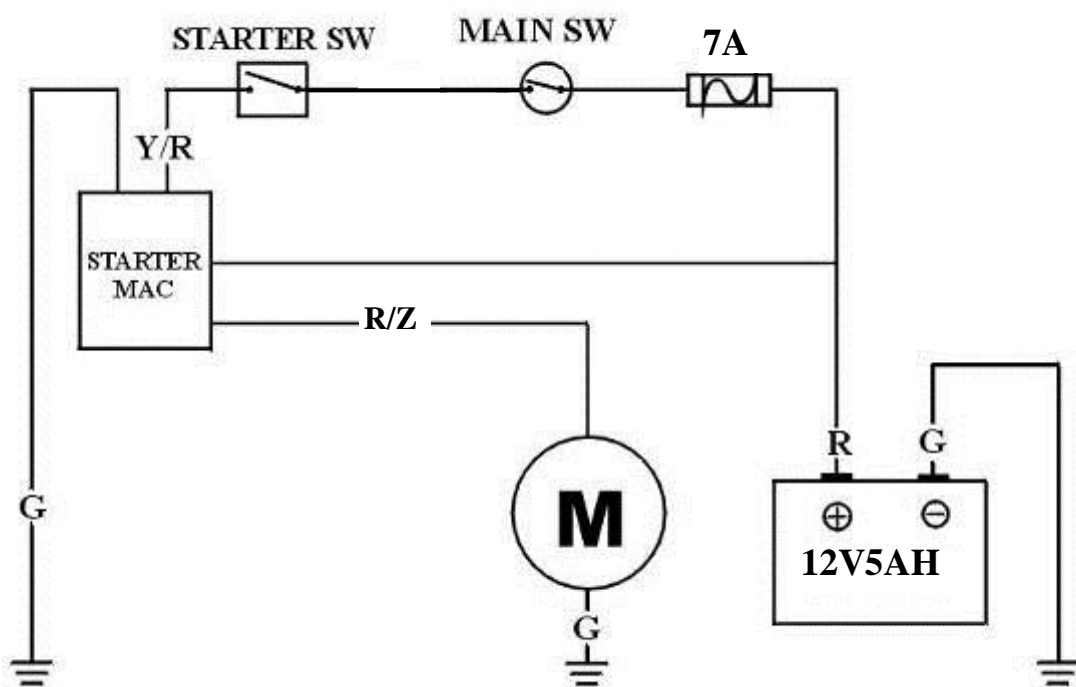 STARTER SW
MAIN SW
7A
Y/R
STARTER
MAC
R/Z
R
G
G
M
12V5AH
G